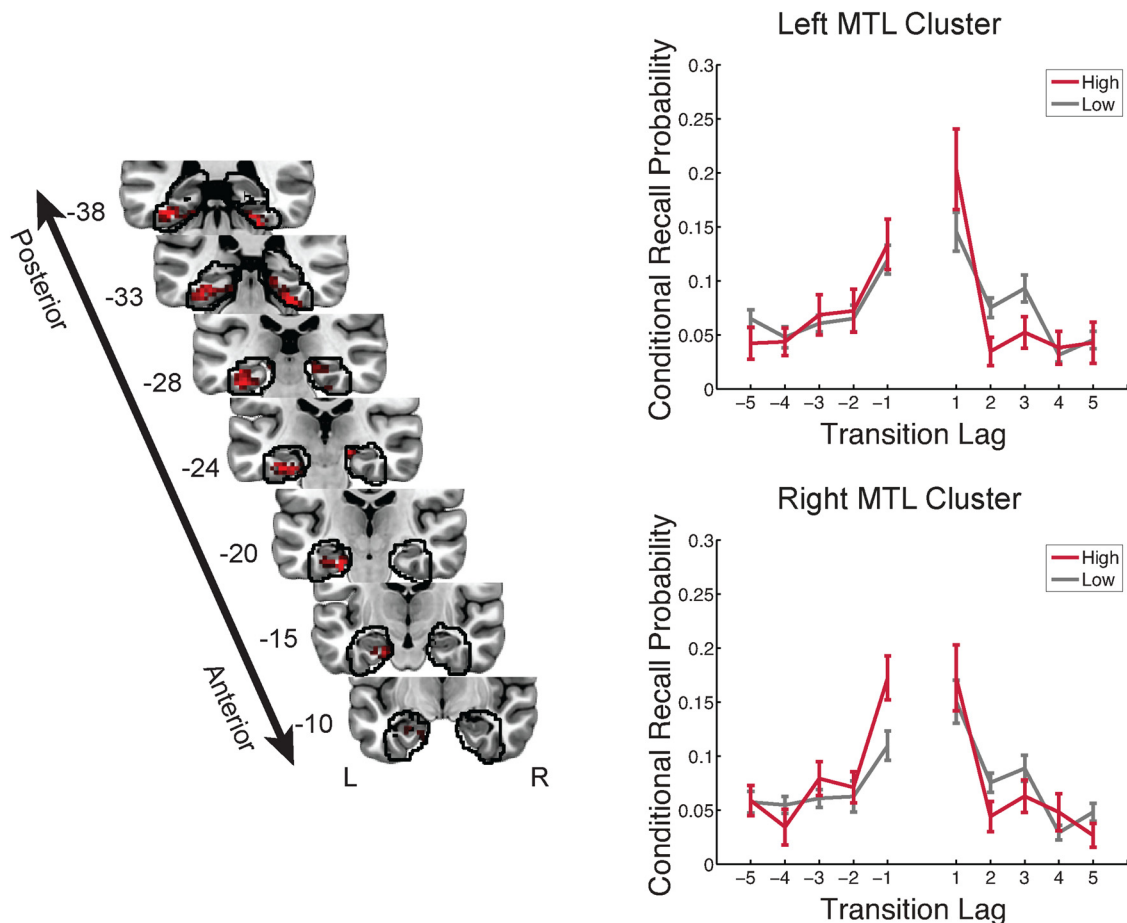 -38
-33
-28
-24
-20
-15
-10
Posterior
Anterior
L R
Left MTL Cluster
Conditional Recall Probability
0.3
0.25
0.2
0.15
0.1
0.05
0
High
Low
−5 −4 −3 −2 −1 1 2 3 4 5
Transition Lag
Right MTL Cluster
Conditional Recall Probability
0.3
0.25
0.2
0.15
0.1
0.05
0
High
Low
−5 −4 −3 −2 −1 1 2 3 4 5
Transition Lag